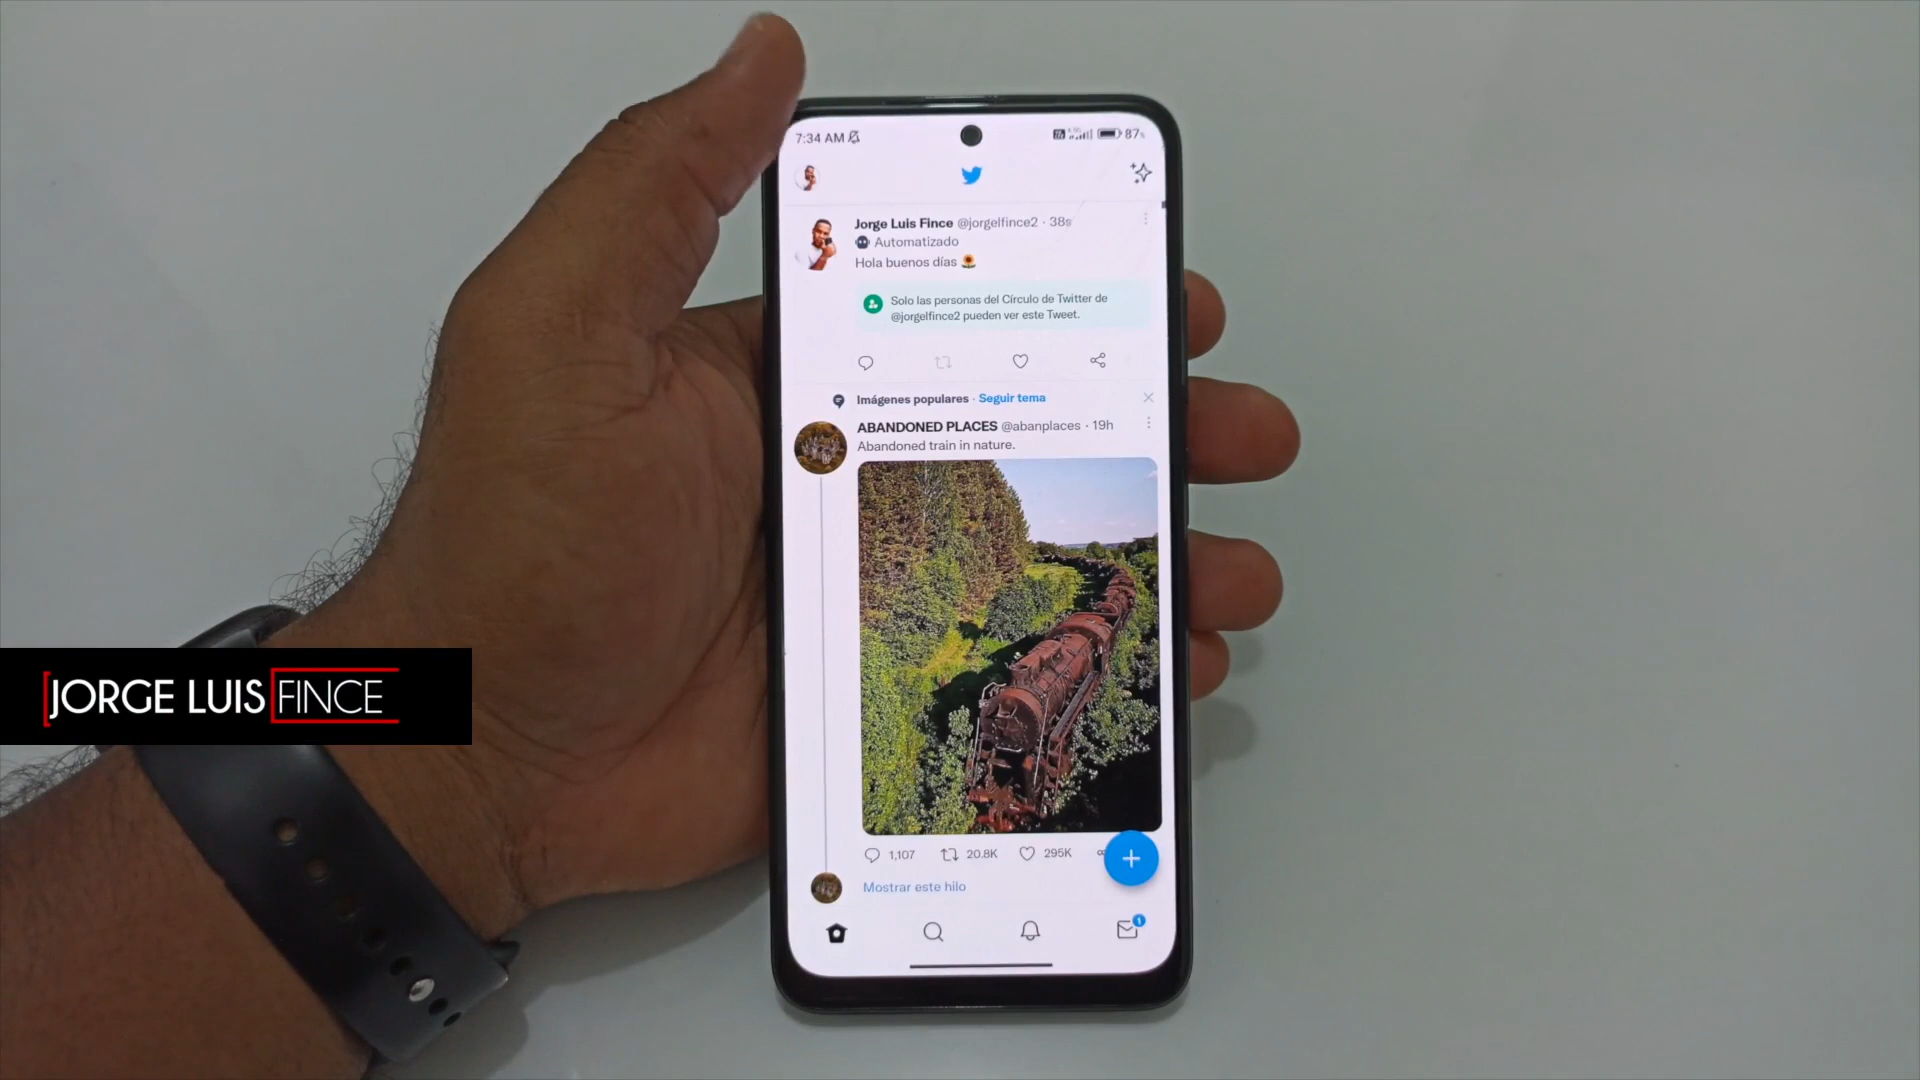 7:34 AM
87%
Jorge Luis Fince @jorgelfince2 · 38s
Automatizado
Hola buenos días 🌻
Solo las personas del Círculo de Twitter de
@jorgelfince2 pueden ver este Tweet.
Imágenes populares · Seguir tema
ABANDONED PLACES @abanplaces · 19h
Abandoned train in nature.
1,107
20.8K
295K
Mostrar este hilo
1
JORGE LUIS FINCE